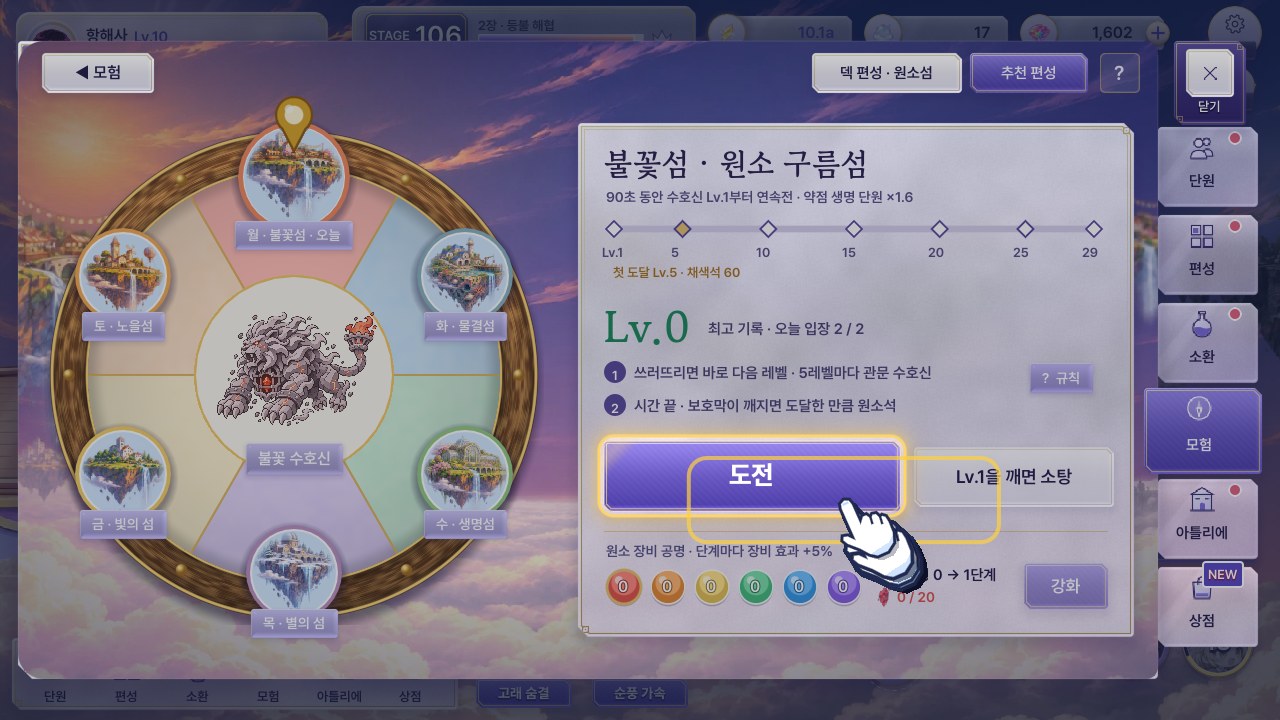 항해사 Lv.10
STAGE 106
2장 · 등불 해협
10.1a
17
1,602
◀ 모험
덱 편성 · 원소섬
추천 편성
?
닫기
단원
편성
소환
모험
아틀리에
NEW
상점
월 · 불꽃섬 · 오늘
토 · 노을섬
화 · 물결섬
불꽃 수호신
금 · 빛의 섬
수 · 생명섬
목 · 별의 섬
불꽃섬 · 원소 구름섬
90초 동안 수호신 Lv.1부터 연속전 · 약점 생명 단원 ×1.6
Lv.1 5 10 15 20 25 29
첫 도달 Lv.5 · 채색석 60
Lv.0 최고 기록 · 오늘 입장 2 / 2
1 쓰러뜨리면 바로 다음 레벨 · 5레벨마다 관문 수호신
2 시간 끝 · 보호막이 깨지면 도달한 만큼 원소석
? 규칙
도전
Lv.1을 깨면 소탕
원소 장비 공명 · 단계마다 장비 효과 +5%
0 0 0 0 0 0
0 → 1단계
0 / 20
강화
단원 편성 소환 모험 아틀리에 상점
고래 숨결
순풍 가속